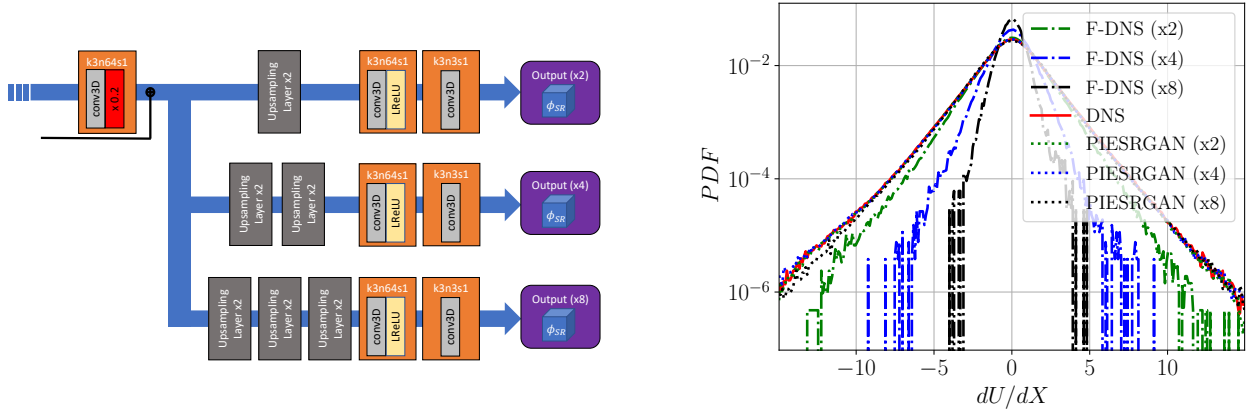 k3n64s1
conv3D
x 0.2
Upsampling
Layer x2
k3n64s1
conv3D
LReLU
k3n3s1
conv3D
Output (x2)
ϕSR
Upsampling
Layer x2
Upsampling
Layer x2
k3n64s1
conv3D
LReLU
k3n3s1
conv3D
Output (x4)
ϕSR
Upsampling
Layer x2
Upsampling
Layer x2
Upsampling
Layer x2
k3n64s1
conv3D
LReLU
k3n3s1
conv3D
Output (x8)
ϕSR
PDF
10⁻²
10⁻⁴
10⁻⁶
−10
−5
0
5
10
dU/dX
F-DNS (x2)
F-DNS (x4)
F-DNS (x8)
DNS
PIESRGAN (x2)
PIESRGAN (x4)
PIESRGAN (x8)